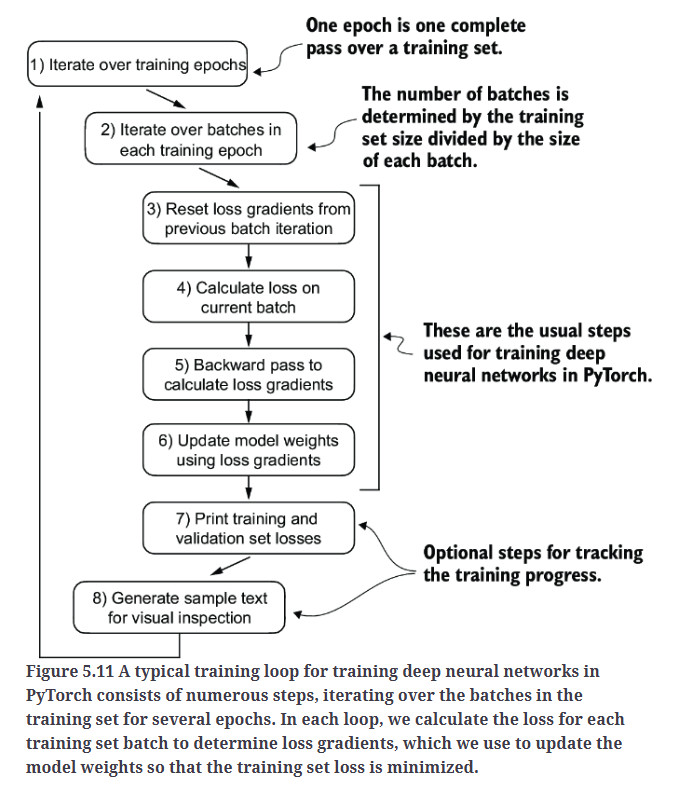 One epoch is one complete
pass over a training set.
1) Iterate over training epochs
The number of batches is
determined by the training
set size divided by the size
of each batch.
2) Iterate over batches in
each training epoch
3) Reset loss gradients from
previous batch iteration
4) Calculate loss on
current batch
These are the usual steps
used for training deep
neural networks in PyTorch.
5) Backward pass to
calculate loss gradients
6) Update model weights
using loss gradients
7) Print training and
validation set losses
Optional steps for tracking
the training progress.
8) Generate sample text
for visual inspection
Figure 5.11 A typical training loop for training deep neural networks in
PyTorch consists of numerous steps, iterating over the batches in the
training set for several epochs. In each loop, we calculate the loss for each
training set batch to determine loss gradients, which we use to update the
model weights so that the training set loss is minimized.